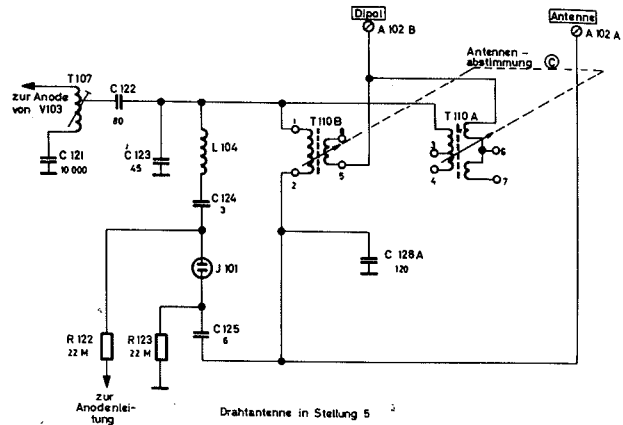 Dipol
Antenne
A 102 B
A 102 A
Antennen-
abstimmung C
T107
zur Anode
von V103
C 122
80
T 110 B
T 110 A
C 121
10 000
C 123
45
L 104
1
2
4
5
3
4
6
7
C 124
3
J 101
C 128 A
120
R 122
22 M
R 123
22 M
C 125
6
zur
Anodenlei-
tung
Drahtantenne in Stellung 5